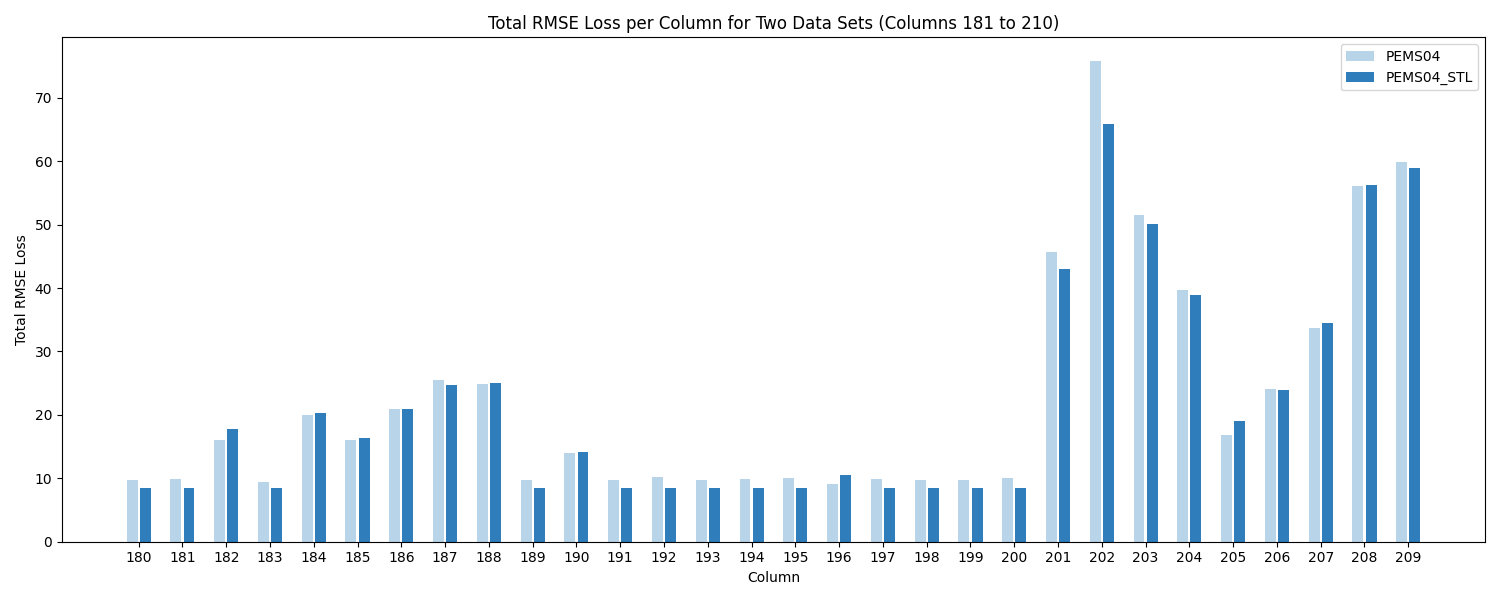 Total RMSE Loss per Column for Two Data Sets (Columns 181 to 210)
PEMS04
PEMS04_STL
Total RMSE Loss
70
60
50
40
30
20
10
0
180 181 182 183 184 185 186 187 188 189 190 191 192 193 194 195 196 197 198 199 200 201 202 203 204 205 206 207 208 209
Column